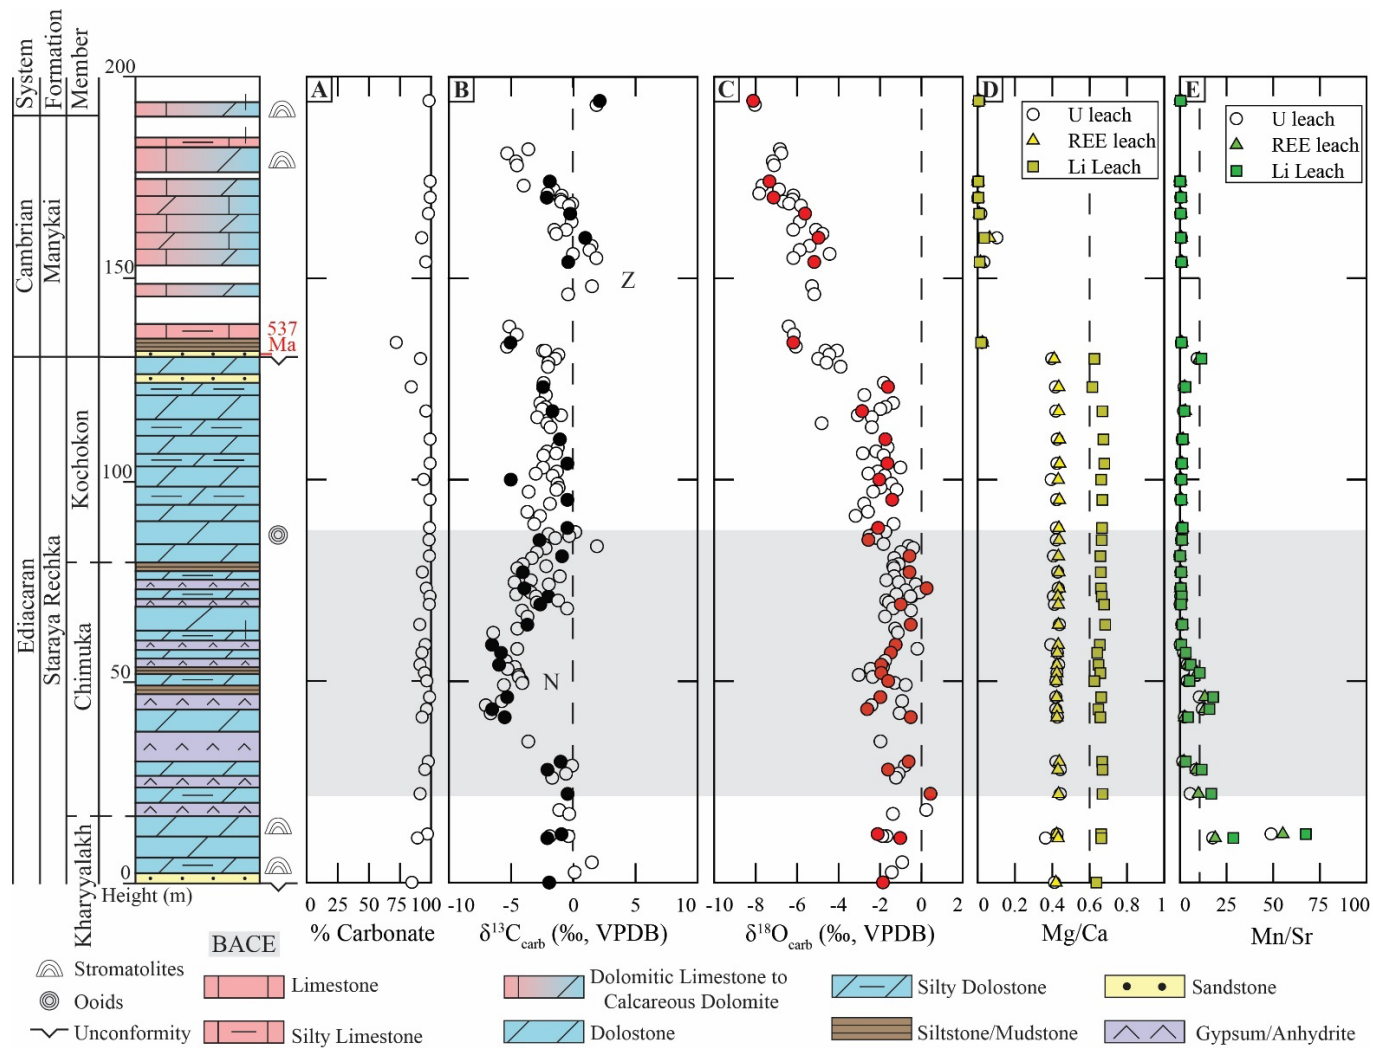 System
Formation
Member
Cambrian
Manykai
Ediacaran
Staraya Rechka
Kochokon
Chimuka
Kharyyalakh
200
150
100
50
0
Height (m)
537
Ma
A
0 25 50 75 100
% Carbonate
B
Z
N
-10 -5 0 5 10
δ¹³Ccarb (‰, VPDB)
C
-10 -8 -6 -4 -2 0 2
δ¹⁸Ocarb (‰, VPDB)
D
U leach
REE leach
Li Leach
0 0.2 0.4 0.6 0.8 1
Mg/Ca
E
U leach
REE leach
Li Leach
0 25 50 75 100
Mn/Sr
BACE
Stromatolites
Ooids
Unconformity
Limestone
Silty Limestone
Dolomitic Limestone to
Calcareous Dolomite
Dolostone
Silty Dolostone
Siltstone/Mudstone
Sandstone
Gypsum/Anhydrite